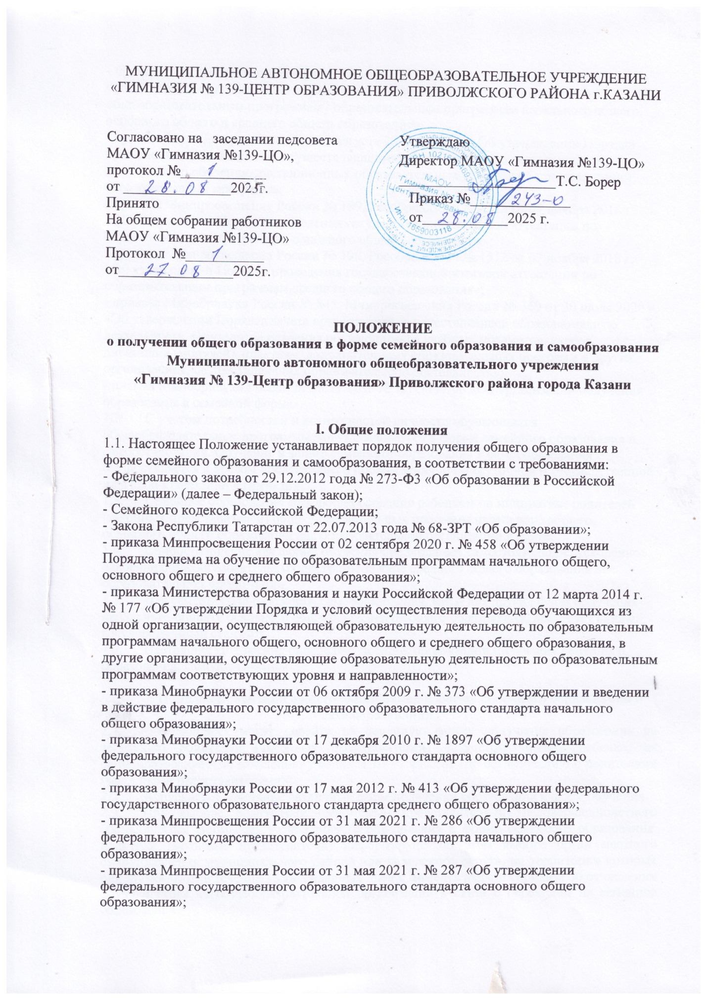 МУНИЦИПАЛЬНОЕ АВТОНОМНОЕ ОБЩЕОБРАЗОВАТЕЛЬНОЕ УЧРЕЖДЕНИЕ
«ГИМНАЗИЯ № 139-ЦЕНТР ОБРАЗОВАНИЯ» ПРИВОЛЖСКОГО РАЙОНА г.КАЗАНИ
Согласовано на заседании педсовета
МАОУ «Гимназия №139-ЦО»,
протокол № 1
от 28.08 2025г.
Принято
На общем собрании работников
МАОУ «Гимназия №139-ЦО»
Протокол № 1
от 27.08 2025г.
Утверждаю
Директор МАОУ «Гимназия №139-ЦО»
Т.С. Борер
Приказ № 243-О
от 28.08 2025 г.
МАОУ
Гимназия №139 -
Центр образования
ИНН 1659003118
ПОЛОЖЕНИЕ
о получении общего образования в форме семейного образования и самообразования
Муниципального автономного общеобразовательного учреждения
«Гимназия № 139-Центр образования» Приволжского района города Казани
I. Общие положения
1.1. Настоящее Положение устанавливает порядок получения общего образования в
форме семейного образования и самообразования, в соответствии с требованиями:
- Федерального закона от 29.12.2012 года № 273-ФЗ «Об образовании в Российской
Федерации» (далее – Федеральный закон);
- Семейного кодекса Российской Федерации;
- Закона Республики Татарстан от 22.07.2013 года № 68-ЗРТ «Об образовании»;
- приказа Минпросвещения России от 02 сентября 2020 г. № 458 «Об утверждении
Порядка приема на обучение по образовательным программам начального общего,
основного общего и среднего общего образования»;
- приказа Министерства образования и науки Российской Федерации от 12 марта 2014 г.
№ 177 «Об утверждении Порядка и условий осуществления перевода обучающихся из
одной организации, осуществляющей образовательную деятельность по образовательным
программам начального общего, основного общего и среднего общего образования, в
другие организации, осуществляющие образовательную деятельность по образовательным
программам соответствующих уровня и направленности»;
- приказа Минобрнауки России от 06 октября 2009 г. № 373 «Об утверждении и введении
в действие федерального государственного образовательного стандарта начального
общего образования»;
- приказа Минобрнауки России от 17 декабря 2010 г. № 1897 «Об утверждении
федерального государственного образовательного стандарта основного общего
образования»;
- приказа Минобрнауки России от 17 мая 2012 г. № 413 «Об утверждении федерального
государственного образовательного стандарта среднего общего образования»;
- приказа Минпросвещения России от 31 мая 2021 г. № 286 «Об утверждении
федерального государственного образовательного стандарта начального общего
образования»;
- приказа Минпросвещения России от 31 мая 2021 г. № 287 «Об утверждении
федерального государственного образовательного стандарта основного общего
образования»;